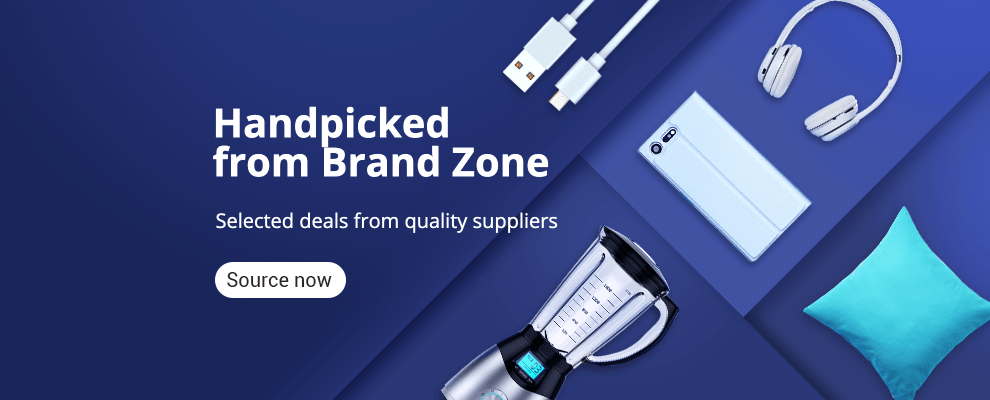 Handpicked
from Brand Zone
Selected deals from quality suppliers
Source now